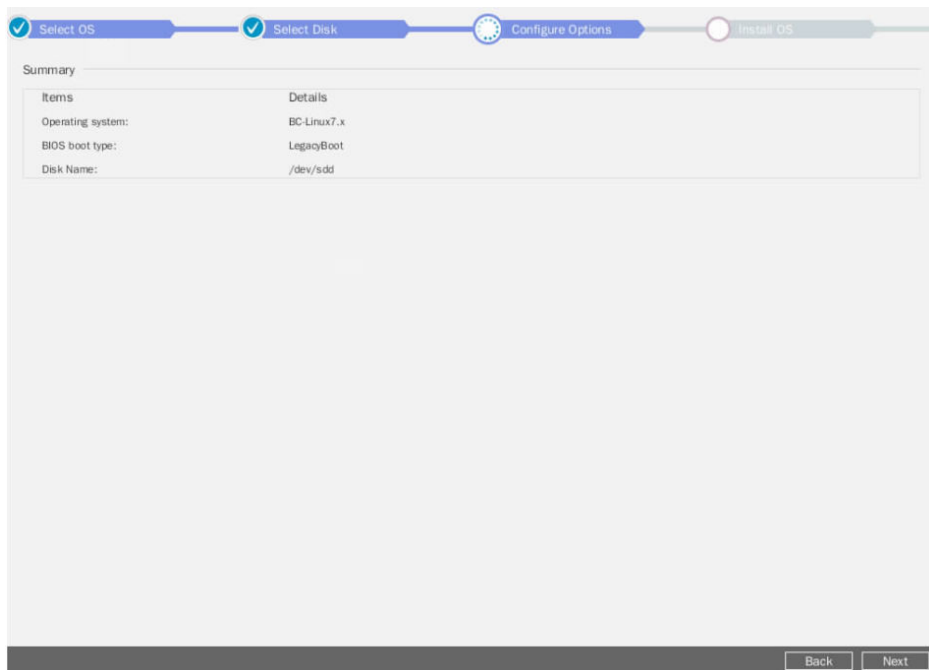 Select OS Select Disk Configure Options Install OS
Summary
Items Details
Operating system: BC-Linux7.x
BIOS boot type: LegacyBoot
Disk Name: /dev/sdd
Back Next